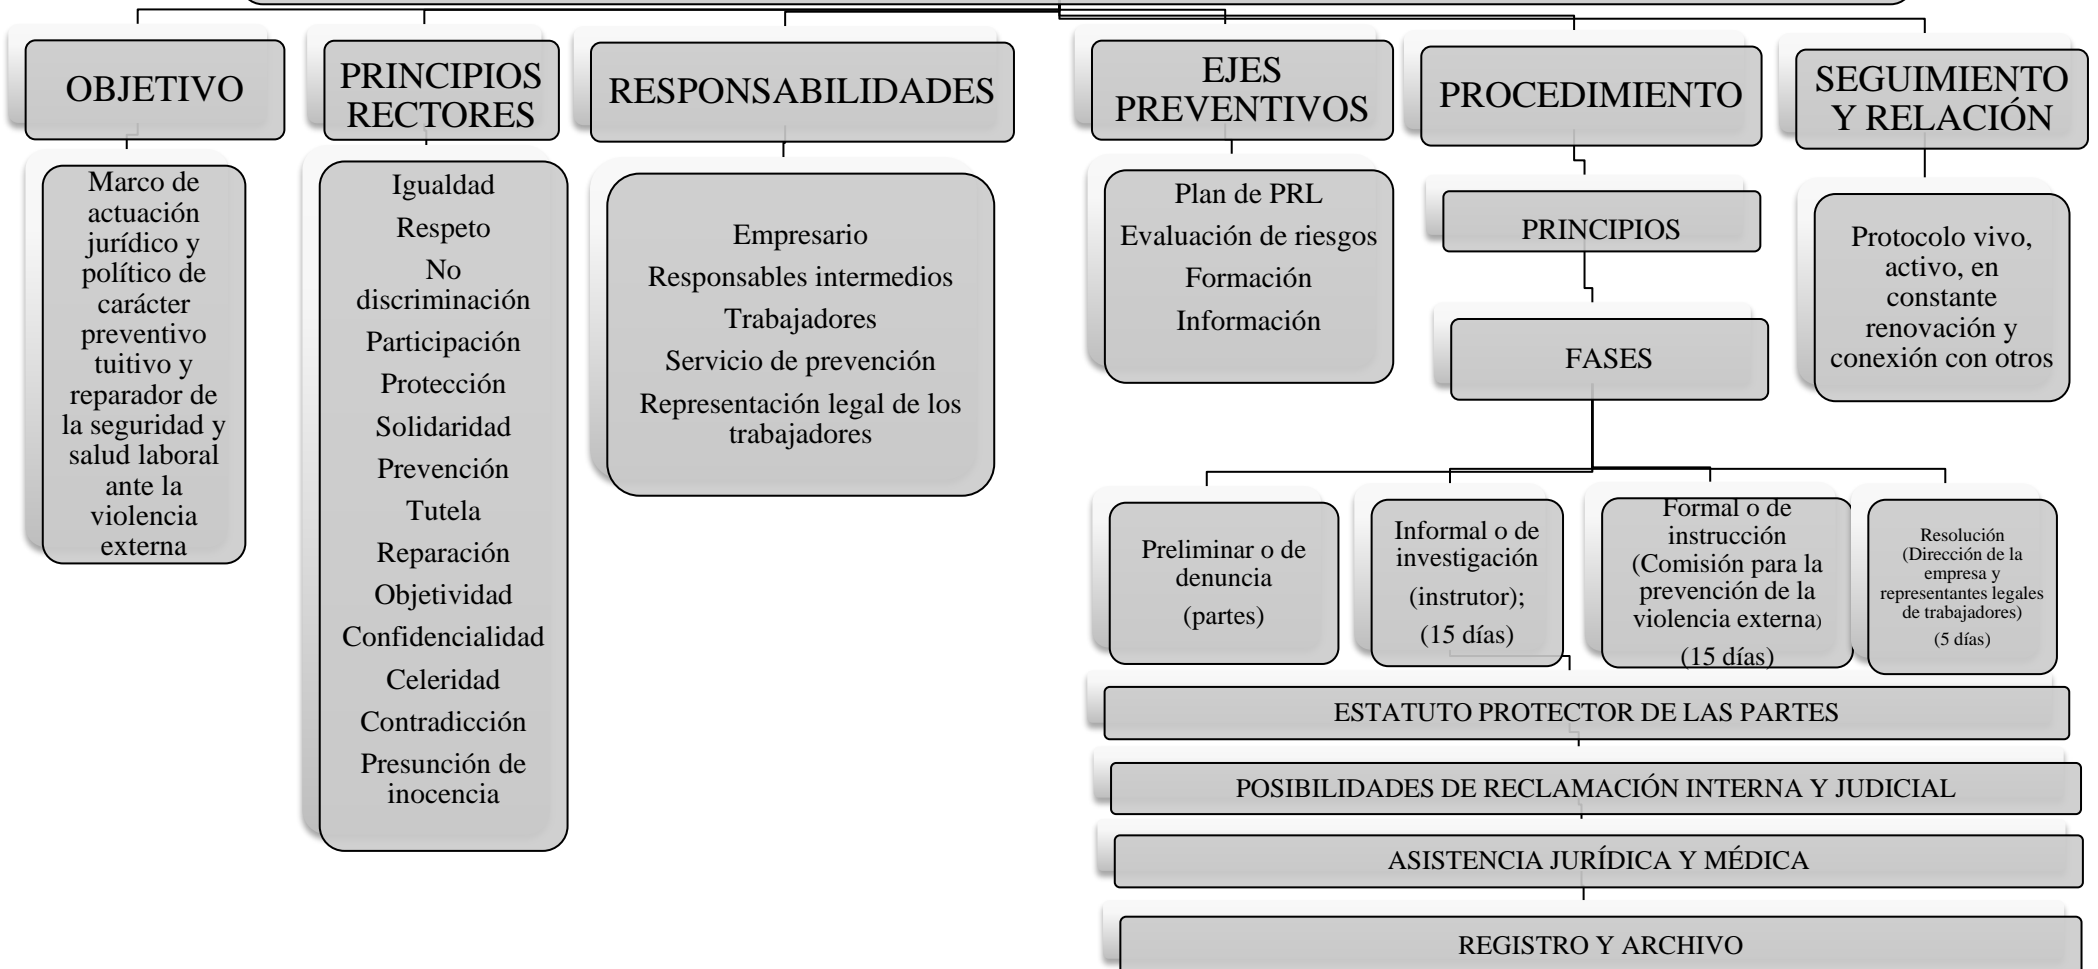 OBJETIVO
Marco de
actuación
jurídico y
político de
carácter
preventivo
tuitivo y
reparador de
la seguridad y
salud laboral
ante la
violencia
externa
PRINCIPIOS
RECTORES
Igualdad
Respeto
No
discriminación
Participación
Protección
Solidaridad
Prevención
Tutela
Reparación
Objetividad
Confidencialidad
Celeridad
Contradicción
Presunción de
inocencia
RESPONSABILIDADES
Empresario
Responsables intermedios
Trabajadores
Servicio de prevención
Representación legal de los
trabajadores
EJES
PREVENTIVOS
Plan de PRL
Evaluación de riesgos
Formación
Información
PROCEDIMIENTO
PRINCIPIOS
FASES
Preliminar o de
denuncia
(partes)
Informal o de
investigación
(instrutor);
(15 días)
Formal o de
instrucción
(Comisión para la
prevención de la
violencia externa)
(15 días)
Resolución
(Dirección de la
empresa y
representantes legales
de trabajadores)
(5 días)
ESTATUTO PROTECTOR DE LAS PARTES
POSIBILIDADES DE RECLAMACIÓN INTERNA Y JUDICIAL
ASISTENCIA JURÍDICA Y MÉDICA
REGISTRO Y ARCHIVO
SEGUIMIENTO
Y RELACIÓN
Protocolo vivo,
activo, en
constante
renovación y
conexión con otros